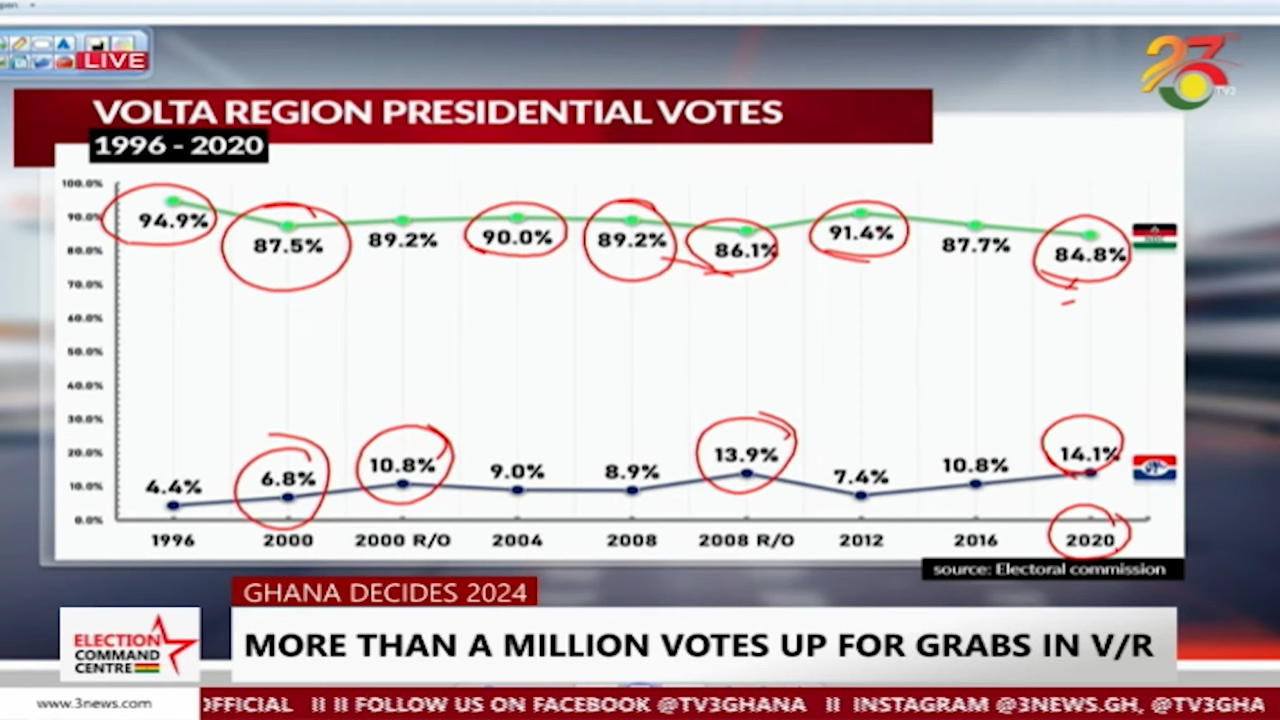 LIVE
23
TV3
VOLTA REGION PRESIDENTIAL VOTES
1996 - 2020
100.0%
90.0%
80.0%
70.0%
60.0%
50.0%
40.0%
30.0%
20.0%
10.0%
0.0%
94.9% 87.5% 89.2% 90.0% 89.2% 86.1% 91.4% 87.7% 84.8%
4.4% 6.8% 10.8% 9.0% 8.9% 13.9% 7.4% 10.8% 14.1%
1996 2000 2000 R/O 2004 2008 2008 R/O 2012 2016 2020
source: Electoral commission
GHANA DECIDES 2024
ELECTION
COMMAND
CENTRE
MORE THAN A MILLION VOTES UP FOR GRABS IN V/R
www.3news.com
OFFICIAL II II FOLLOW US ON FACEBOOK @TV3GHANA II INSTAGRAM @3NEWS.GH, @TV3GHA